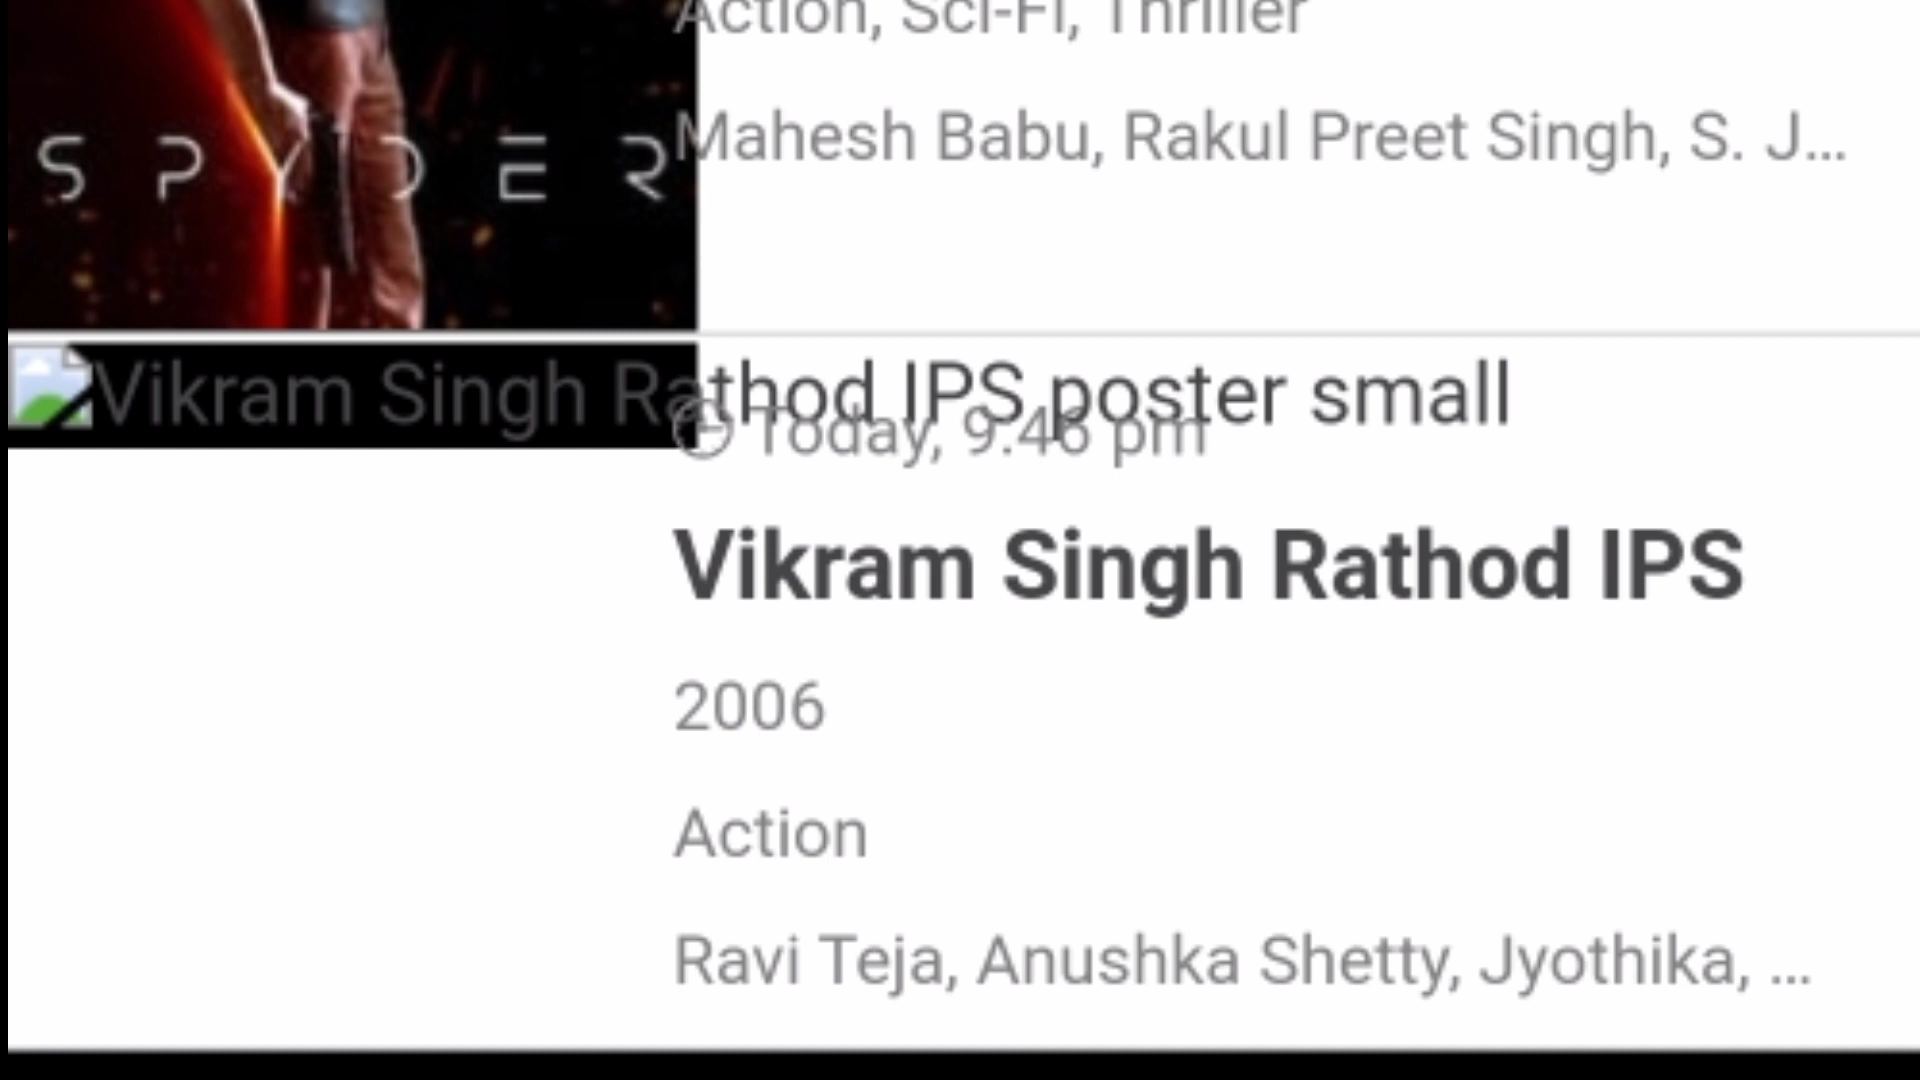 Action, Sci-Fi, Thriller
SPYDER
Mahesh Babu, Rakul Preet Singh, S. J...
Vikram Singh Rathod IPS poster small
Today, 9:46 pm
Vikram Singh Rathod IPS
2006
Action
Ravi Teja, Anushka Shetty, Jyothika, ...